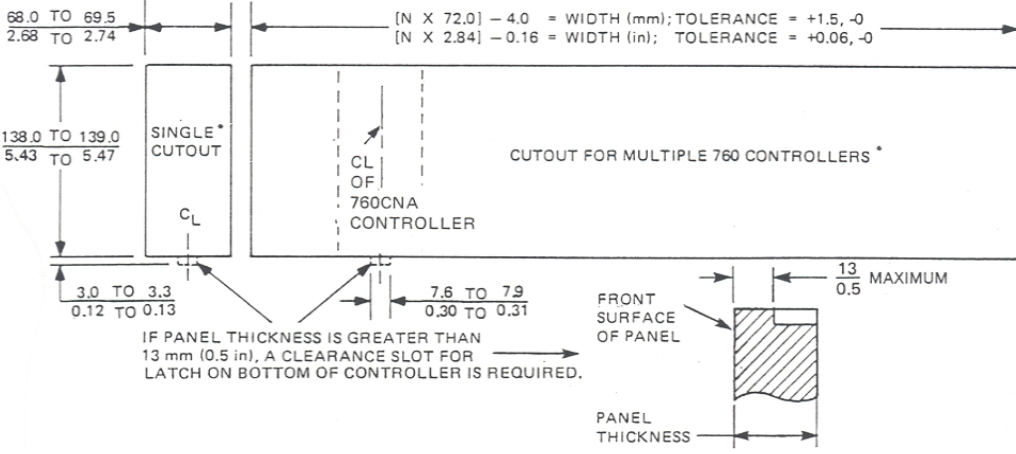 68.0 TO 69.5
2.68 TO 2.74
[N X 72.0] – 4.0 = WIDTH (mm); TOLERANCE = +1.5, -0
[N X 2.84] – 0.16 = WIDTH (in); TOLERANCE = +0.06, -0
138.0 TO 139.0
5.43 TO 5.47
SINGLE*
CUTOUT
CL
CL
OF
760CNA
CONTROLLER
CUTOUT FOR MULTIPLE 760 CONTROLLERS*
3.0 TO 3.3
0.12 TO 0.13
7.6 TO 7.9
0.30 TO 0.31
13
0.5
MAXIMUM
FRONT
SURFACE
OF PANEL
IF PANEL THICKNESS IS GREATER THAN
13 mm (0.5 in), A CLEARANCE SLOT FOR
LATCH ON BOTTOM OF CONTROLLER IS REQUIRED.
PANEL
THICKNESS